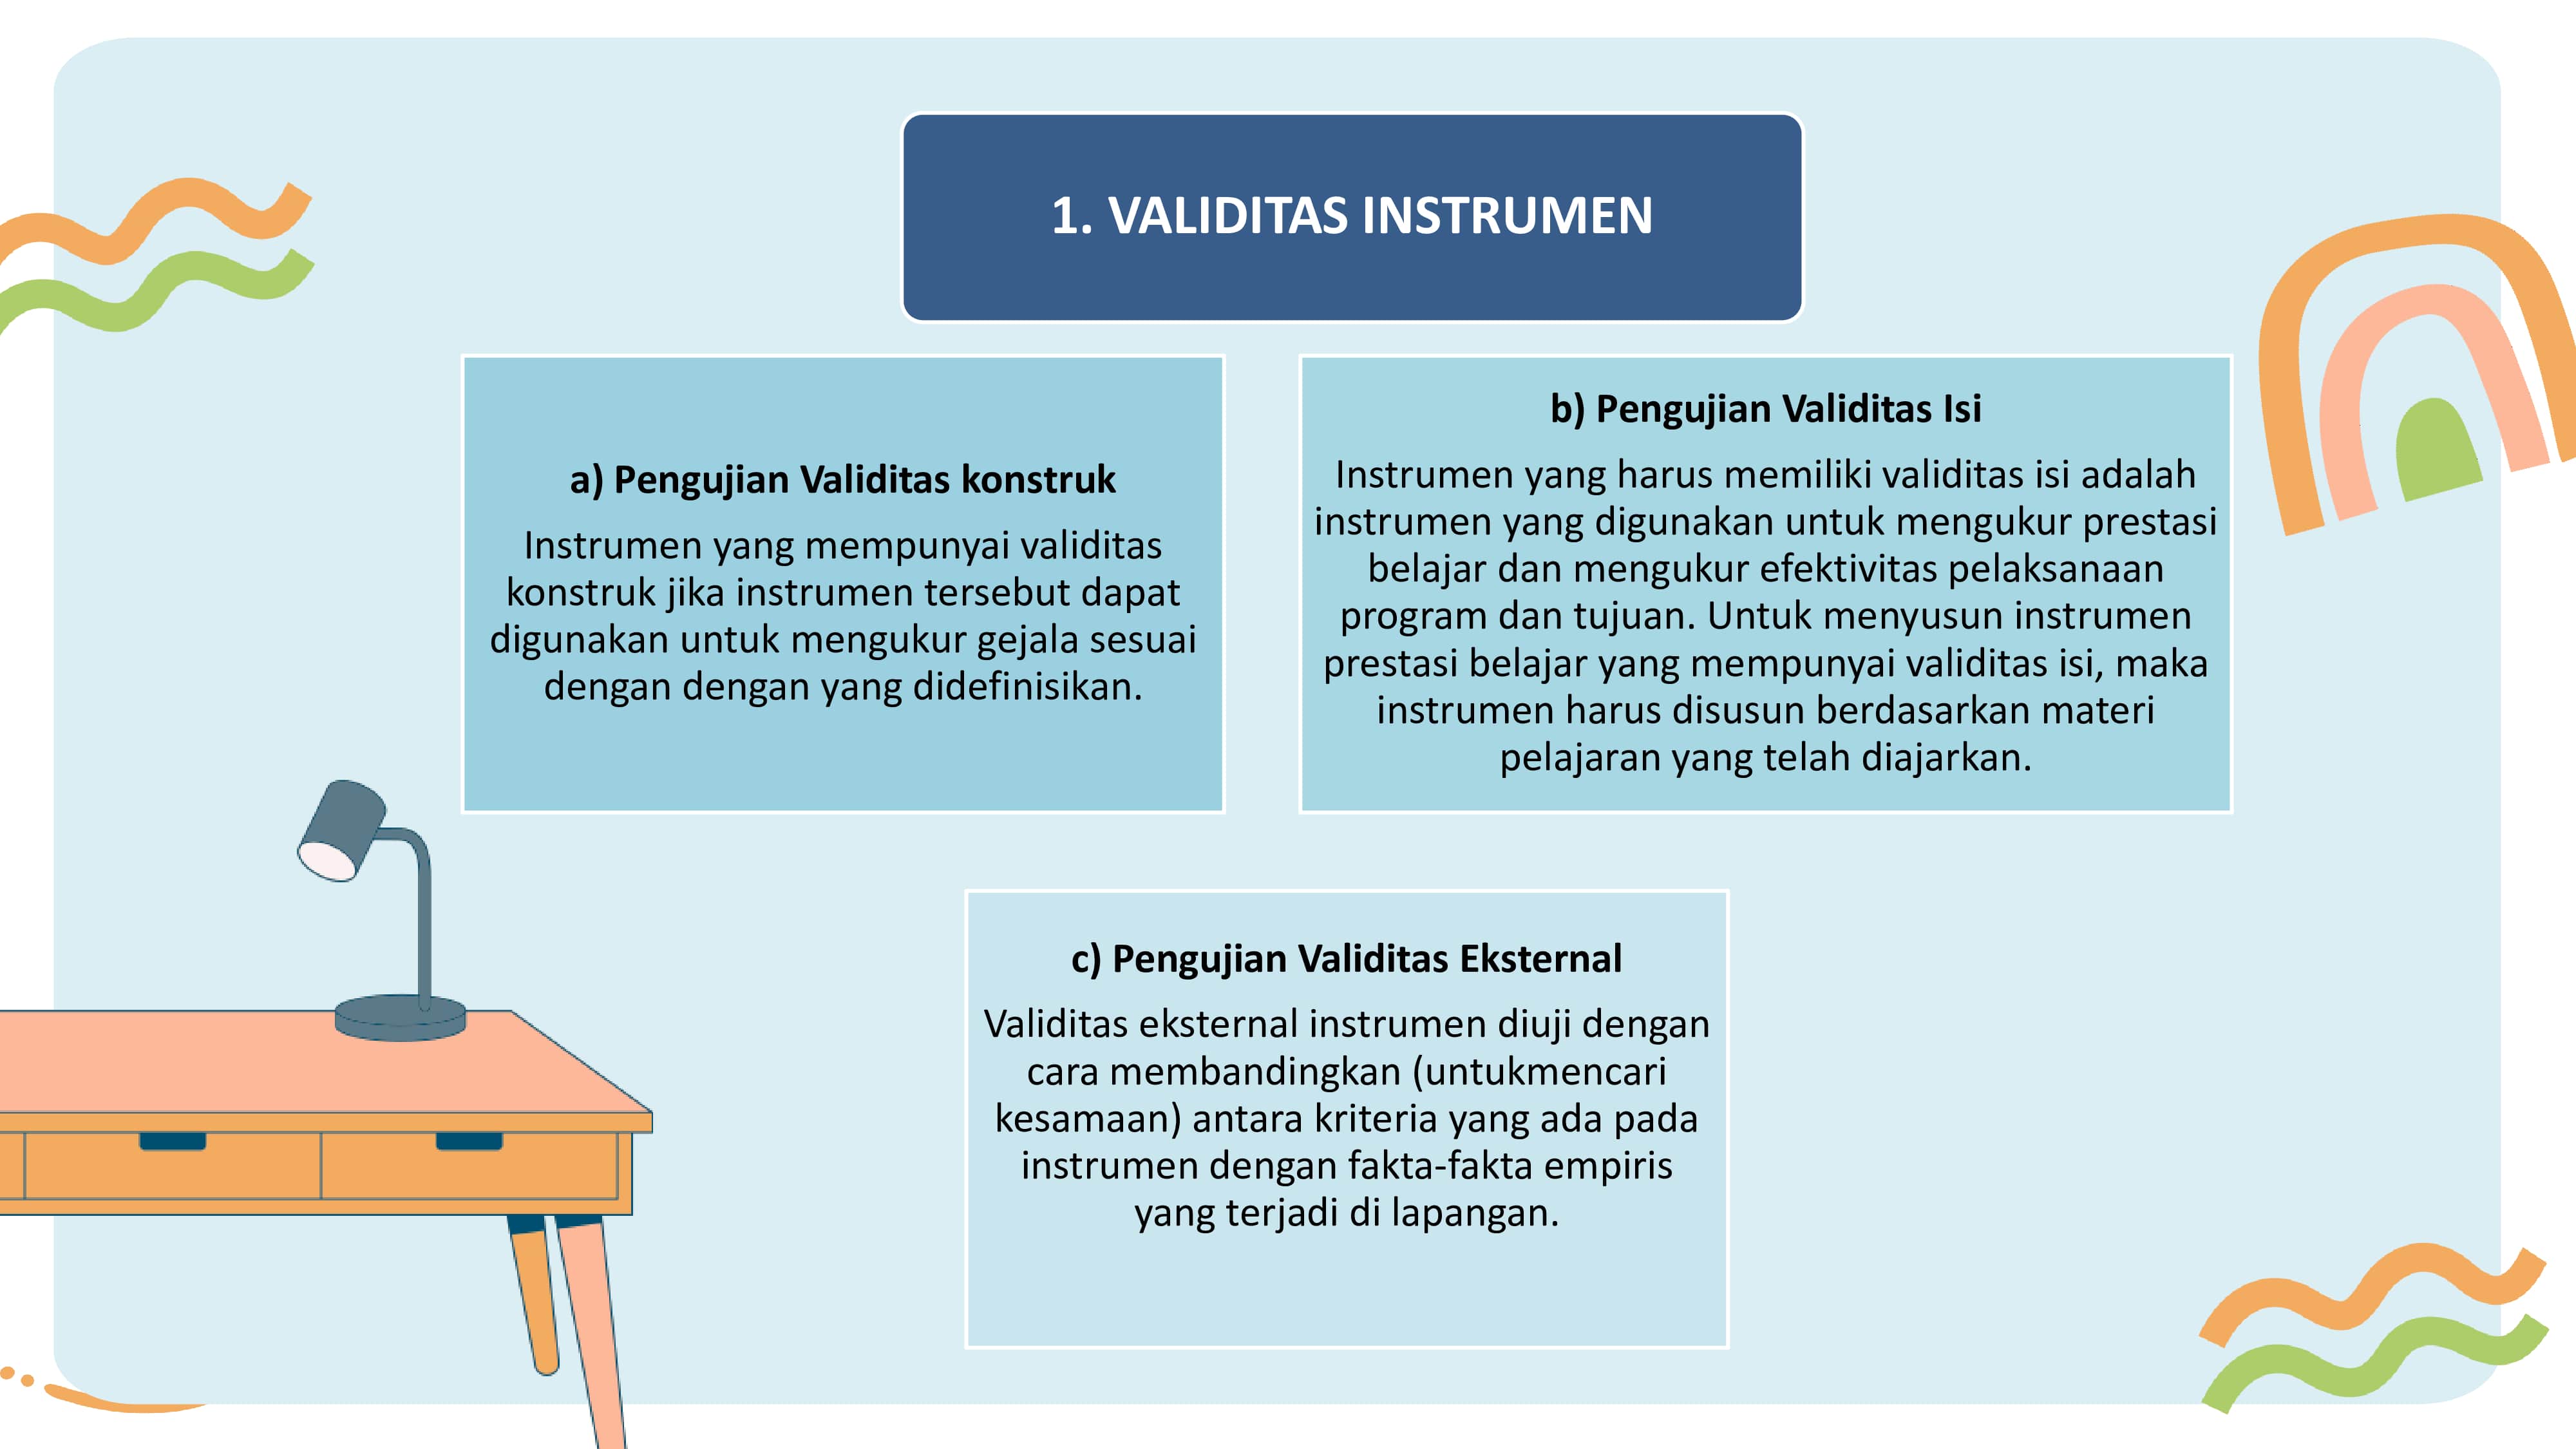 1. VALIDITAS INSTRUMEN
a) Pengujian Validitas konstruk
Instrumen yang mempunyai validitas
konstruk jika instrumen tersebut dapat
digunakan untuk mengukur gejala sesuai
dengan dengan yang didefinisikan.
b) Pengujian Validitas Isi
Instrumen yang harus memiliki validitas isi adalah
instrumen yang digunakan untuk mengukur prestasi
belajar dan mengukur efektivitas pelaksanaan
program dan tujuan. Untuk menyusun instrumen
prestasi belajar yang mempunyai validitas isi, maka
instrumen harus disusun berdasarkan materi
pelajaran yang telah diajarkan.
c) Pengujian Validitas Eksternal
Validitas eksternal instrumen diuji dengan
cara membandingkan (untukmencari
kesamaan) antara kriteria yang ada pada
instrumen dengan fakta-fakta empiris
yang terjadi di lapangan.